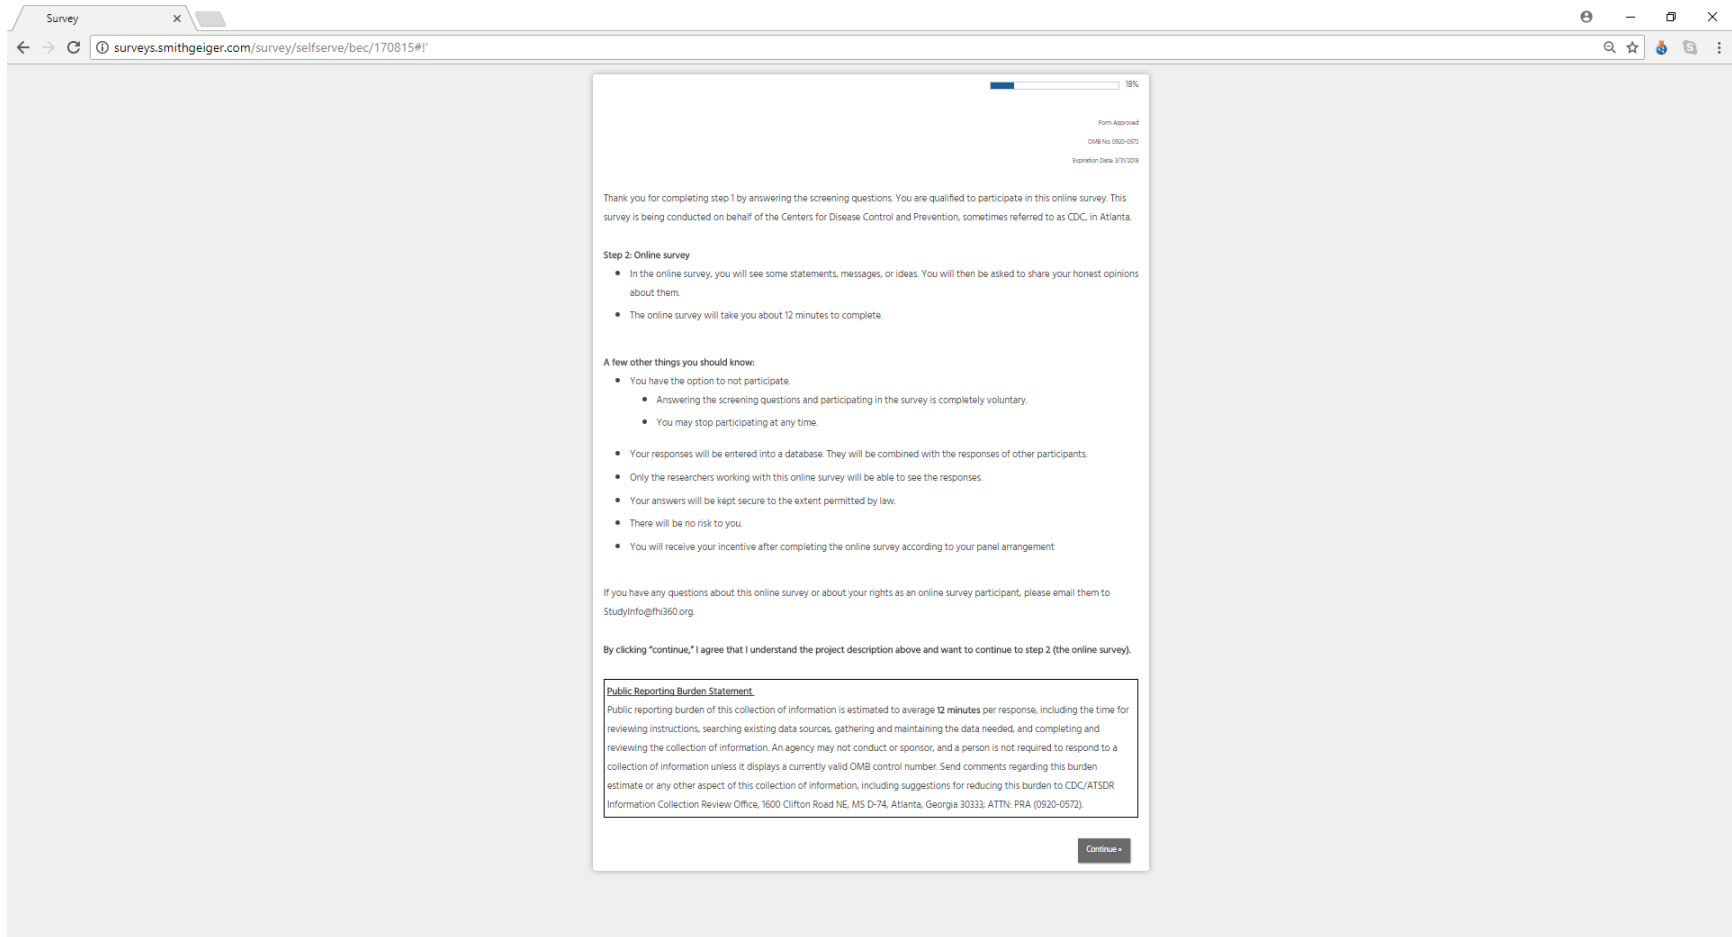 Survey
surveys.smithgeiger.com/survey/selfserve/bec/170815#!'
18%
Form Approved
OMB No. 0920-0572
Expiration Date: 3/31/2018
Thank you for completing step 1 by answering the screening questions. You are qualified to participate in this online survey. This
survey is being conducted on behalf of the Centers for Disease Control and Prevention, sometimes referred to as CDC, in Atlanta.
Step 2: Online survey
• In the online survey, you will see some statements, messages, or ideas. You will then be asked to share your honest opinions
about them.
• The online survey will take you about 12 minutes to complete.
A few other things you should know:
• You have the option to not participate.
• Answering the screening questions and participating in the survey is completely voluntary.
• You may stop participating at any time.
• Your responses will be entered into a database. They will be combined with the responses of other participants.
• Only the researchers working with this online survey will be able to see the responses.
• Your answers will be kept secure to the extent permitted by law.
• There will be no risk to you.
• You will receive your incentive after completing the online survey according to your panel arrangement
If you have any questions about this online survey or about your rights as an online survey participant, please email them to
StudyInfo@fhi360.org.
By clicking “continue,” I agree that I understand the project description above and want to continue to step 2 (the online survey).
Public Reporting Burden Statement
Public reporting burden of this collection of information is estimated to average 12 minutes per response, including the time for
reviewing instructions, searching existing data sources, gathering and maintaining the data needed, and completing and
reviewing the collection of information. An agency may not conduct or sponsor, and a person is not required to respond to a
collection of information unless it displays a currently valid OMB control number. Send comments regarding this burden
estimate or any other aspect of this collection of information, including suggestions for reducing this burden to CDC/ATSDR
Information Collection Review Office, 1600 Clifton Road NE, MS D-74, Atlanta, Georgia 30333; ATTN: PRA (0920-0572).
Continue »